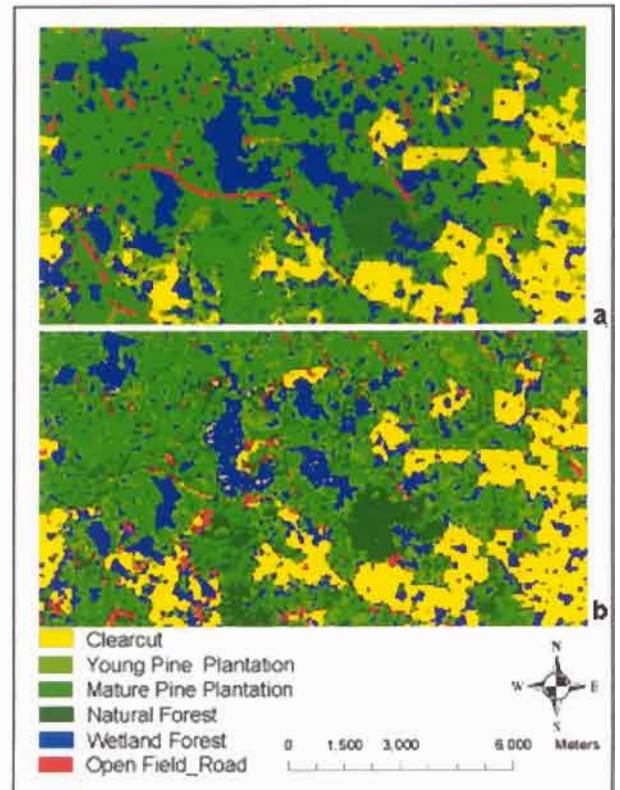 a
b
Clearcut
Young Pine Plantation
Mature Pine Plantation
Natural Forest
Wetland Forest
Open Field_Road
N
W E
S
0 1.500 3,000 6 000 Meters